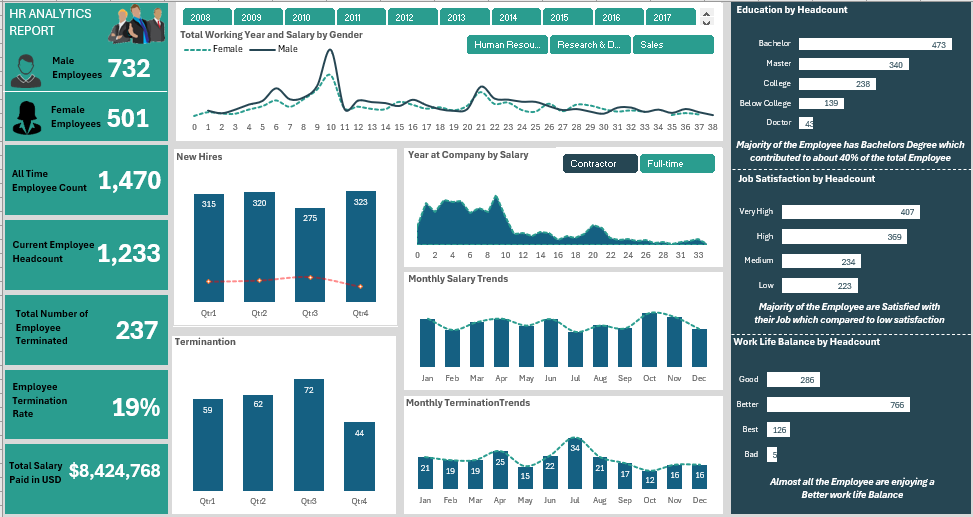 HR ANALYTICS
REPORT
Male
Employees 732
Female
Employees 501
All Time
Employee Count 1,470
Current Employee
Headcount 1,233
Total Number of
Employee
Terminated 237
Employee
Termination
Rate 19%
Total Salary
Paid in USD $8,424,768
2008 2009 2010 2011 2012 2013 2014 2015 2016 2017
Total Working Year and Salary by Gender
Female Male
Human Resou... Research & D... Sales
0 1 2 3 4 5 6 7 8 9 10 11 12 13 14 15 16 17 18 19 20 21 22 23 24 25 26 27 28 29 30 31 32 33 34 35 36 37 38
New Hires
315 320 275 323
Qtr1 Qtr2 Qtr3 Qtr4
Terminantion
59 62 72 44
Qtr1 Qtr2 Qtr3 Qtr4
Year at Company by Salary
Contractor Full-time
0 2 4 6 8 10 12 14 16 18 20 22 24 26 29 31 33
Monthly Salary Trends
Jan Feb Mar Apr May Jun Jul Aug Sep Oct Nov Dec
Monthly TerminationTrends
21 19 19 25 15 22 34 21 17 12 16 16
Jan Feb Mar Apr May Jun Jul Aug Sep Oct Nov Dec
Education by Headcount
Bachelor 473
Master 340
College 238
Below College 139
Doctor 43
Majority of the Employee has Bachelors Degree which
contributed to about 40% of the total Employee
Job Satisfaction by Headcount
Very High 407
High 369
Medium 234
Low 223
Majority of the Employee are Satisfied with
their Job which compared to low satisfaction
Work Life Balance by Headcount
Good 286
Better 766
Best 126
Bad
Almost all the Employee are enjoying a
Better work life Balance